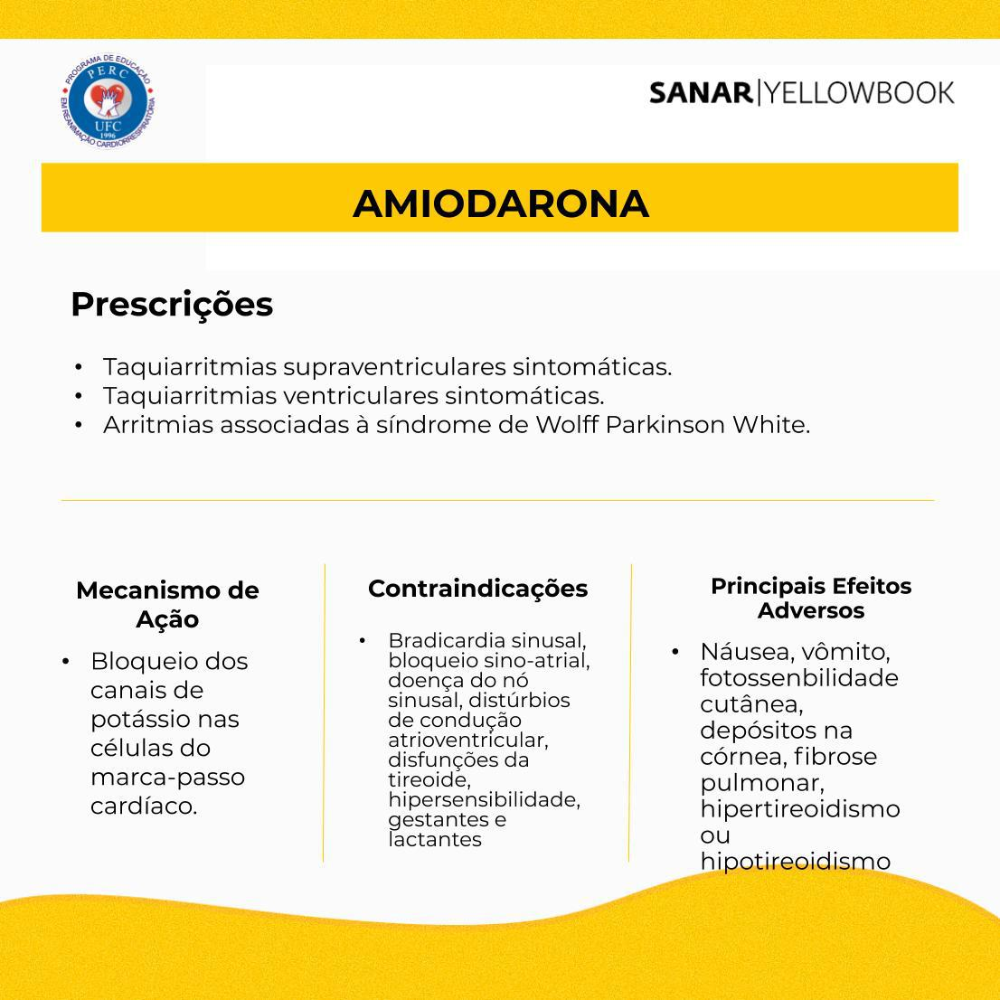 PROGRAMA DE EDUCAÇÃO
PERC
UFC
1996
EM REANIMAÇÃO CARDIORRESPIRATÓRIA
SANAR|YELLOWBOOK
AMIODARONA
Prescrições
• Taquiarritmias supraventriculares sintomáticas.
• Taquiarritmias ventriculares sintomáticas.
• Arritmias associadas à síndrome de Wolff Parkinson White.
Mecanismo de
Ação
• Bloqueio dos
canais de
potássio nas
células do
marca-passo
cardíaco.
Contraindicações
• Bradicardia sinusal,
bloqueio sino-atrial,
doença do nó
sinusal, distúrbios
de condução
atrioventricular,
disfunções da
tireoide,
hipersensibilidade,
gestantes e
lactantes
Principais Efeitos
Adversos
• Náusea, vômito,
fotossenbilidade
cutânea,
depósitos na
córnea, fibrose
pulmonar,
hipertireoidismo
ou
hipotireoidismo